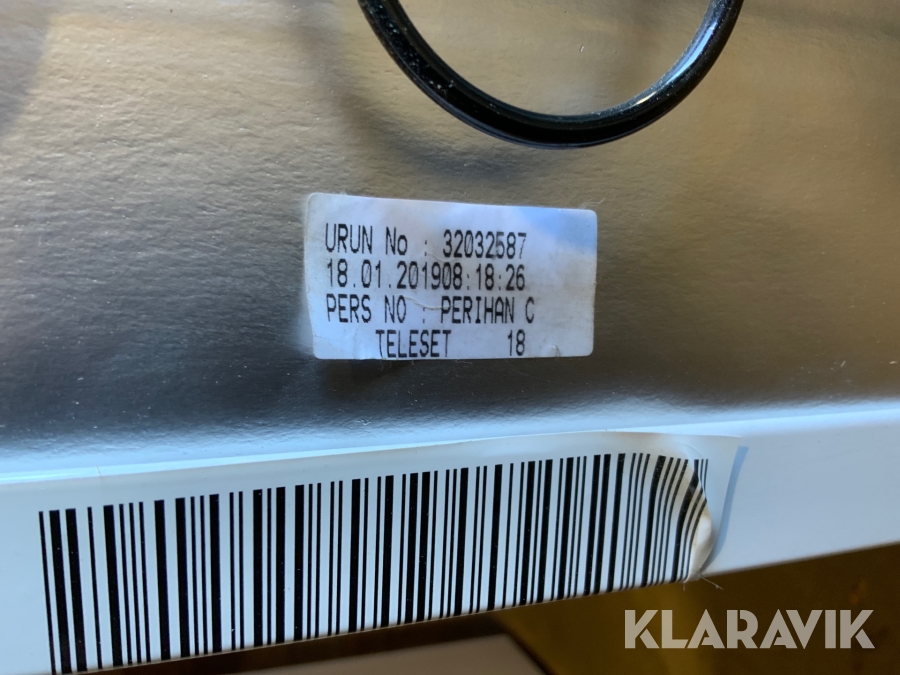 URUN No : 32032587
18.01.201908:18:26
PERS NO : PERIHAN C
TELESET 18
KLARAVIK